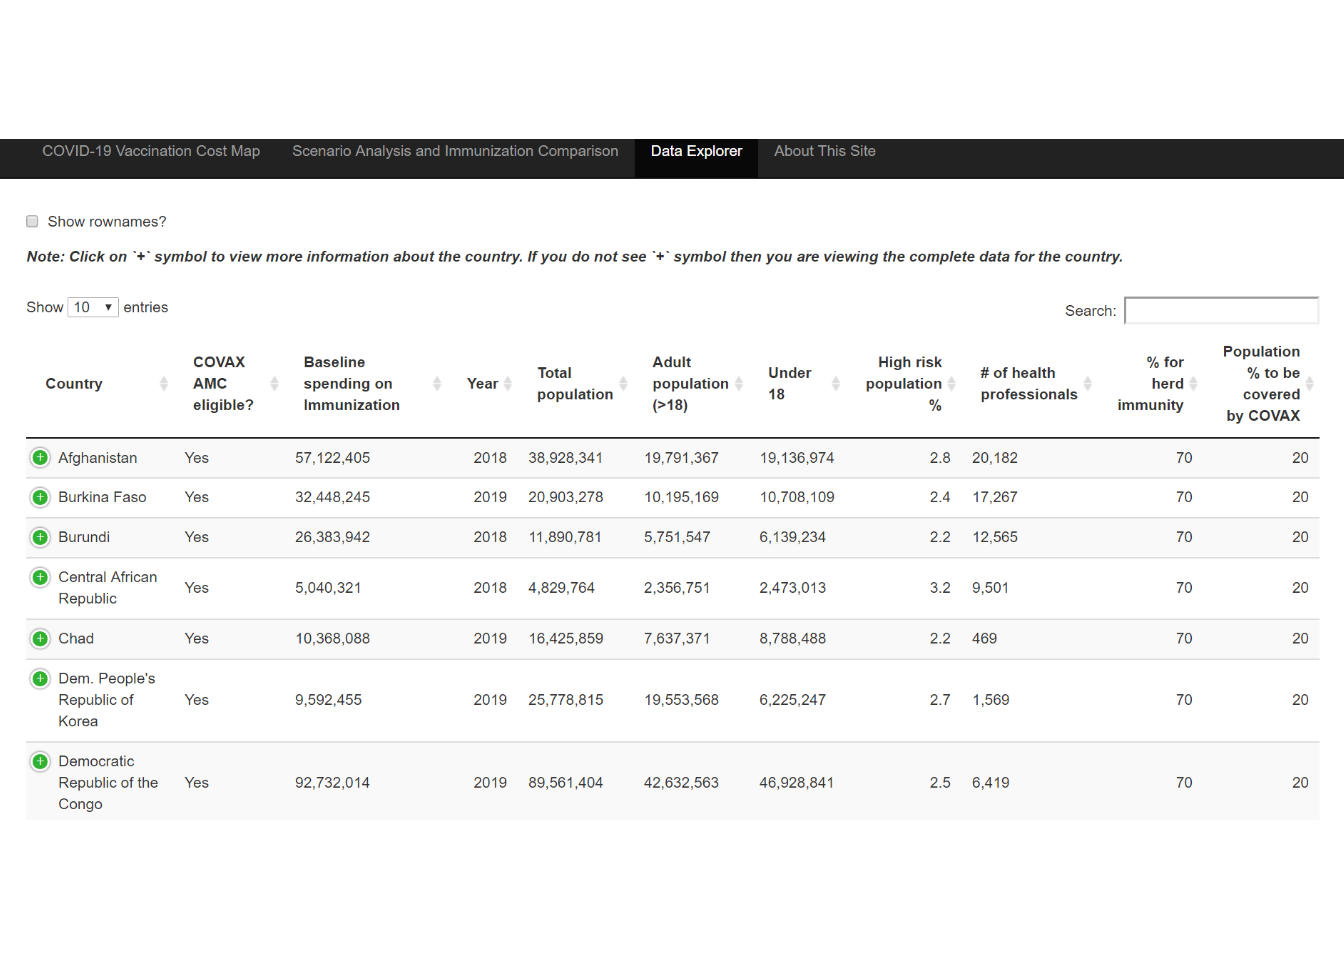 COVID-19 Vaccination Cost Map Scenario Analysis and Immunization Comparison Data Explorer About This Site
Show rownames?
Note: Click on `+` symbol to view more information about the country. If you do not see `+` symbol then you are viewing the complete data for the country.
Show 10 entries
Search:
Country
COVAX
AMC
eligible?
Baseline
spending on
Immunization
Year
Total
population
Adult
population
(>18)
Under
18
High risk
population
%
# of health
professionals
% for
herd
immunity
Population
% to be
covered
by COVAX
Afghanistan Yes 57,122,405 2018 38,928,341 19,791,367 19,136,974 2.8 20,182 70 20
Burkina Faso Yes 32,448,245 2019 20,903,278 10,195,169 10,708,109 2.4 17,267 70 20
Burundi Yes 26,383,942 2018 11,890,781 5,751,547 6,139,234 2.2 12,565 70 20
Central African
Republic
Yes 5,040,321 2018 4,829,764 2,356,751 2,473,013 3.2 9,501 70 20
Chad Yes 10,368,088 2019 16,425,859 7,637,371 8,788,488 2.2 469 70 20
Dem. People's
Republic of
Korea
Yes 9,592,455 2019 25,778,815 19,553,568 6,225,247 2.7 1,569 70 20
Democratic
Republic of the
Congo
Yes 92,732,014 2019 89,561,404 42,632,563 46,928,841 2.5 6,419 70 20